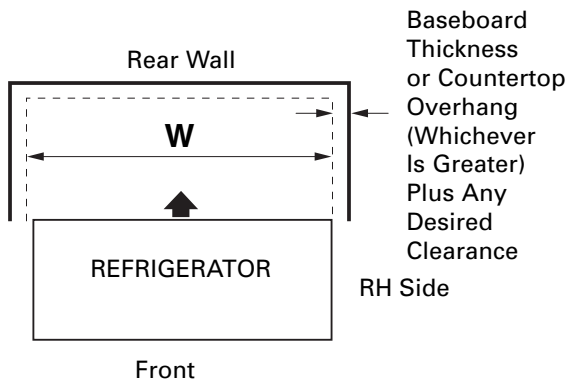 Rear Wall
Baseboard
Thickness
or Countertop
Overhang
(Whichever
Is Greater)
Plus Any
Desired
Clearance
W
REFRIGERATOR
RH Side
Front